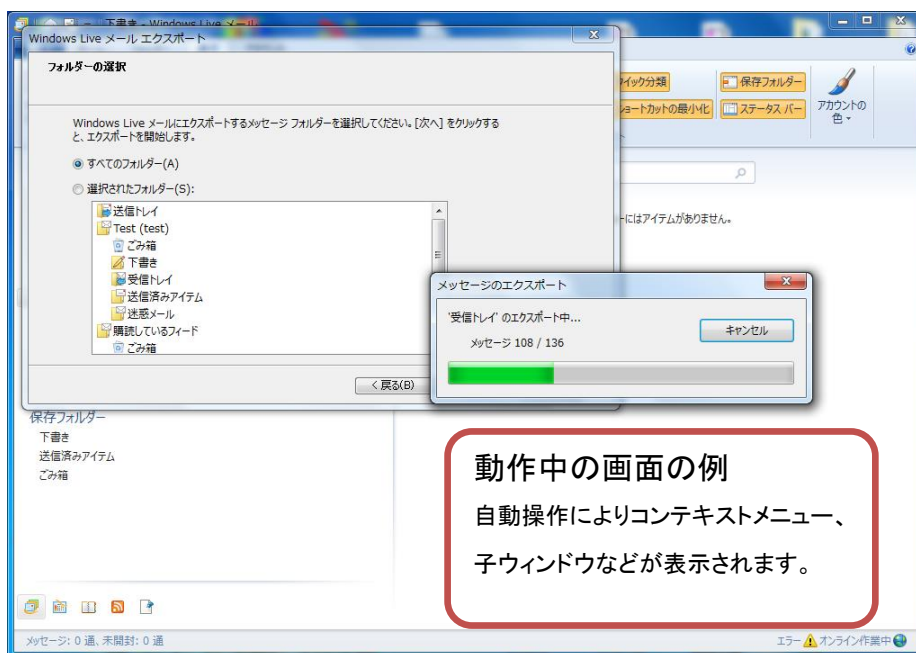 下書き - Windows Live メール
Windows Live メール エクスポート
フォルダーの選択
Windows Live メールにエクスポートするメッセージ フォルダーを選択してください。[次へ] をクリックする
と、エクスポートを開始します。
すべてのフォルダー(A)
選択されたフォルダー(S):
送信トレイ
Test (test)
ごみ箱
下書き
受信トレイ
送信済みアイテム
迷惑メール
購読しているフィード
ごみ箱
< 戻る(B)
イック分類
保存フォルダー
ョートカットの最小化
ステータス バー
アカウントの
色
ーにはアイテムがありません。
メッセージのエクスポート
'受信トレイ' のエクスポート中...
メッセージ 108 / 136
キャンセル
保存フォルダー
下書き
送信済みアイテム
ごみ箱
動作中の画面の例
自動操作によりコンテキストメニュー、
子ウィンドウなどが表示されます。
メッセージ: 0 通、未開封: 0 通
エラー
オンライン作業中